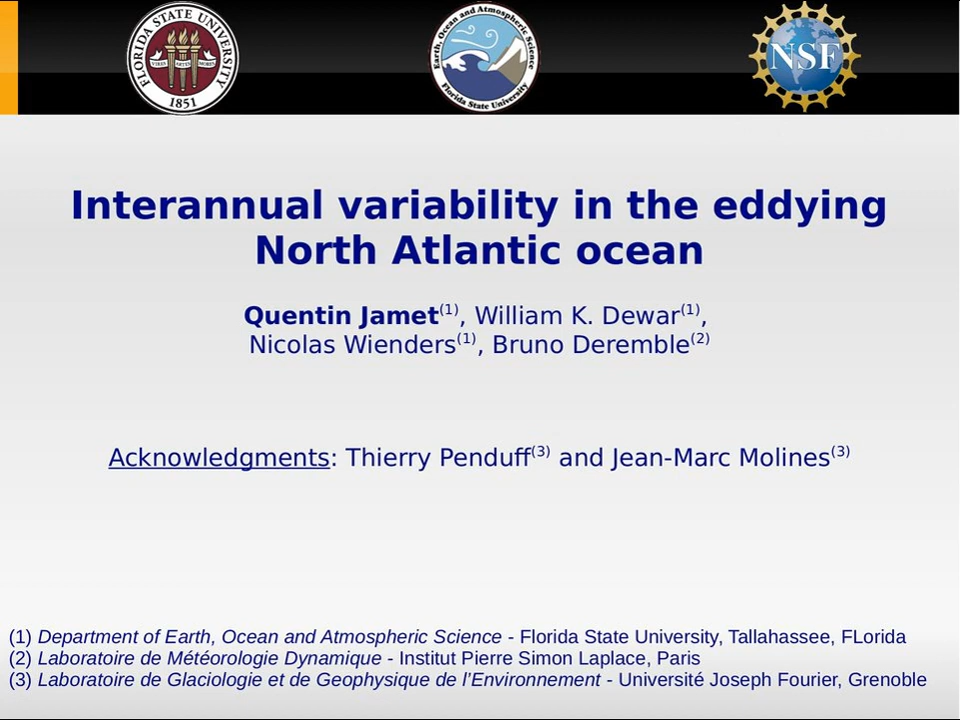 FLORIDA STATE UNIVERSITY
VIRES ARTES MORES
1851
Earth, Ocean and Atmospheric Science
Florida State University
NSF
Interannual variability in the eddying
North Atlantic ocean
Quentin Jamet(1), William K. Dewar(1),
Nicolas Wienders(1), Bruno Deremble(2)
Acknowledgments: Thierry Penduff(3) and Jean-Marc Molines(3)
(1) Department of Earth, Ocean and Atmospheric Science - Florida State University, Tallahassee, FLorida
(2) Laboratoire de Météorologie Dynamique - Institut Pierre Simon Laplace, Paris
(3) Laboratoire de Glaciologie et de Geophysique de l’Environnement - Université Joseph Fourier, Grenoble